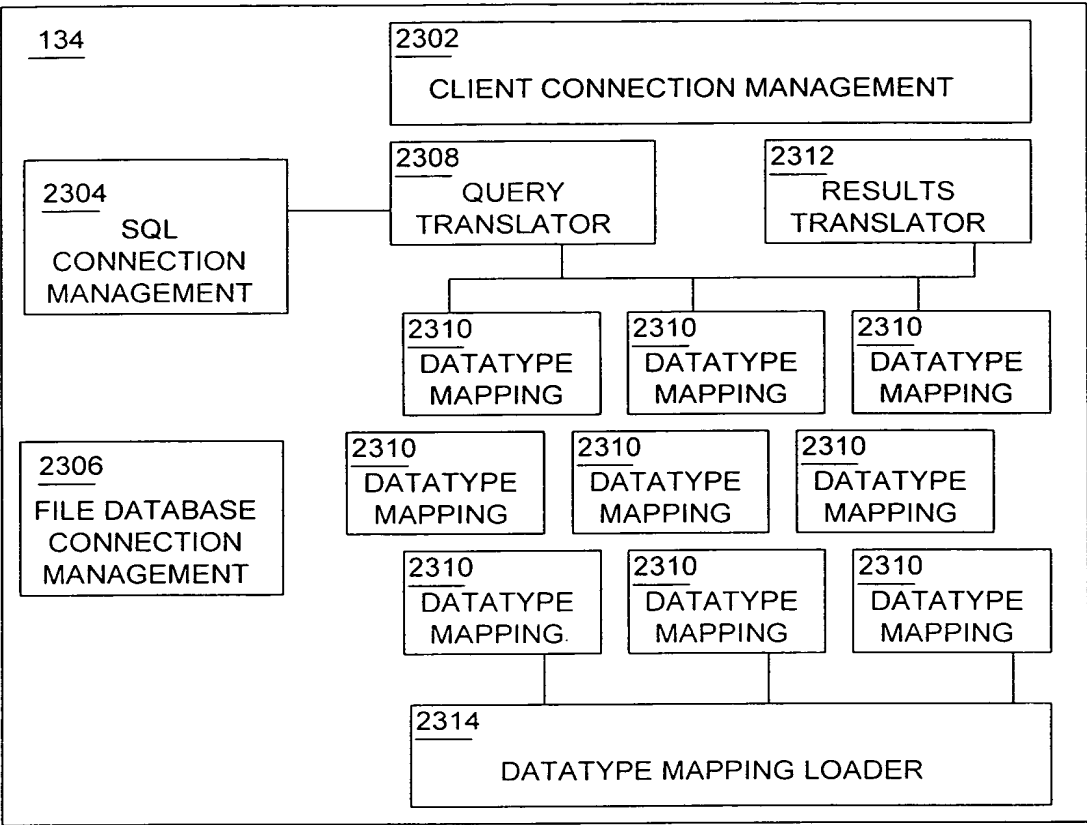 134
2302
CLIENT CONNECTION MANAGEMENT
2304
SQL
CONNECTION
MANAGEMENT
2308
QUERY
TRANSLATOR
2312
RESULTS
TRANSLATOR
2310
DATATYPE
MAPPING
2310
DATATYPE
MAPPING
2310
DATATYPE
MAPPING
2306
FILE DATABASE
CONNECTION
MANAGEMENT
2310
DATATYPE
MAPPING
2310
DATATYPE
MAPPING
2310
DATATYPE
MAPPING
2310
DATATYPE
MAPPING
2310
DATATYPE
MAPPING
2310
DATATYPE
MAPPING
2314
DATATYPE MAPPING LOADER